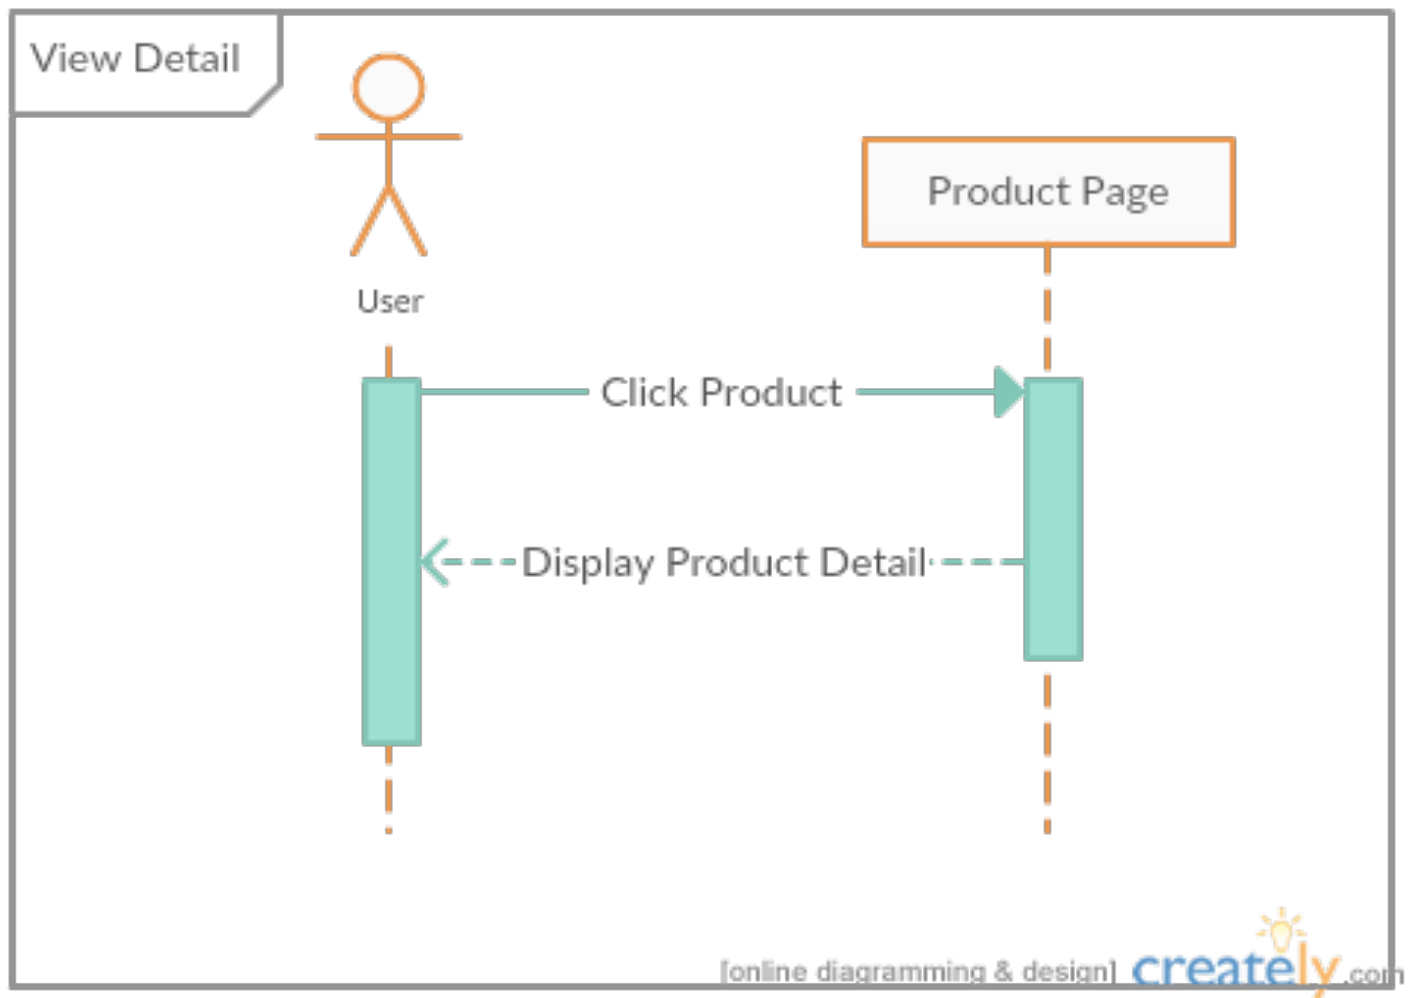 View Detail
User
Product Page
Click Product
Display Product Detail
[online diagramming & design] creately.com